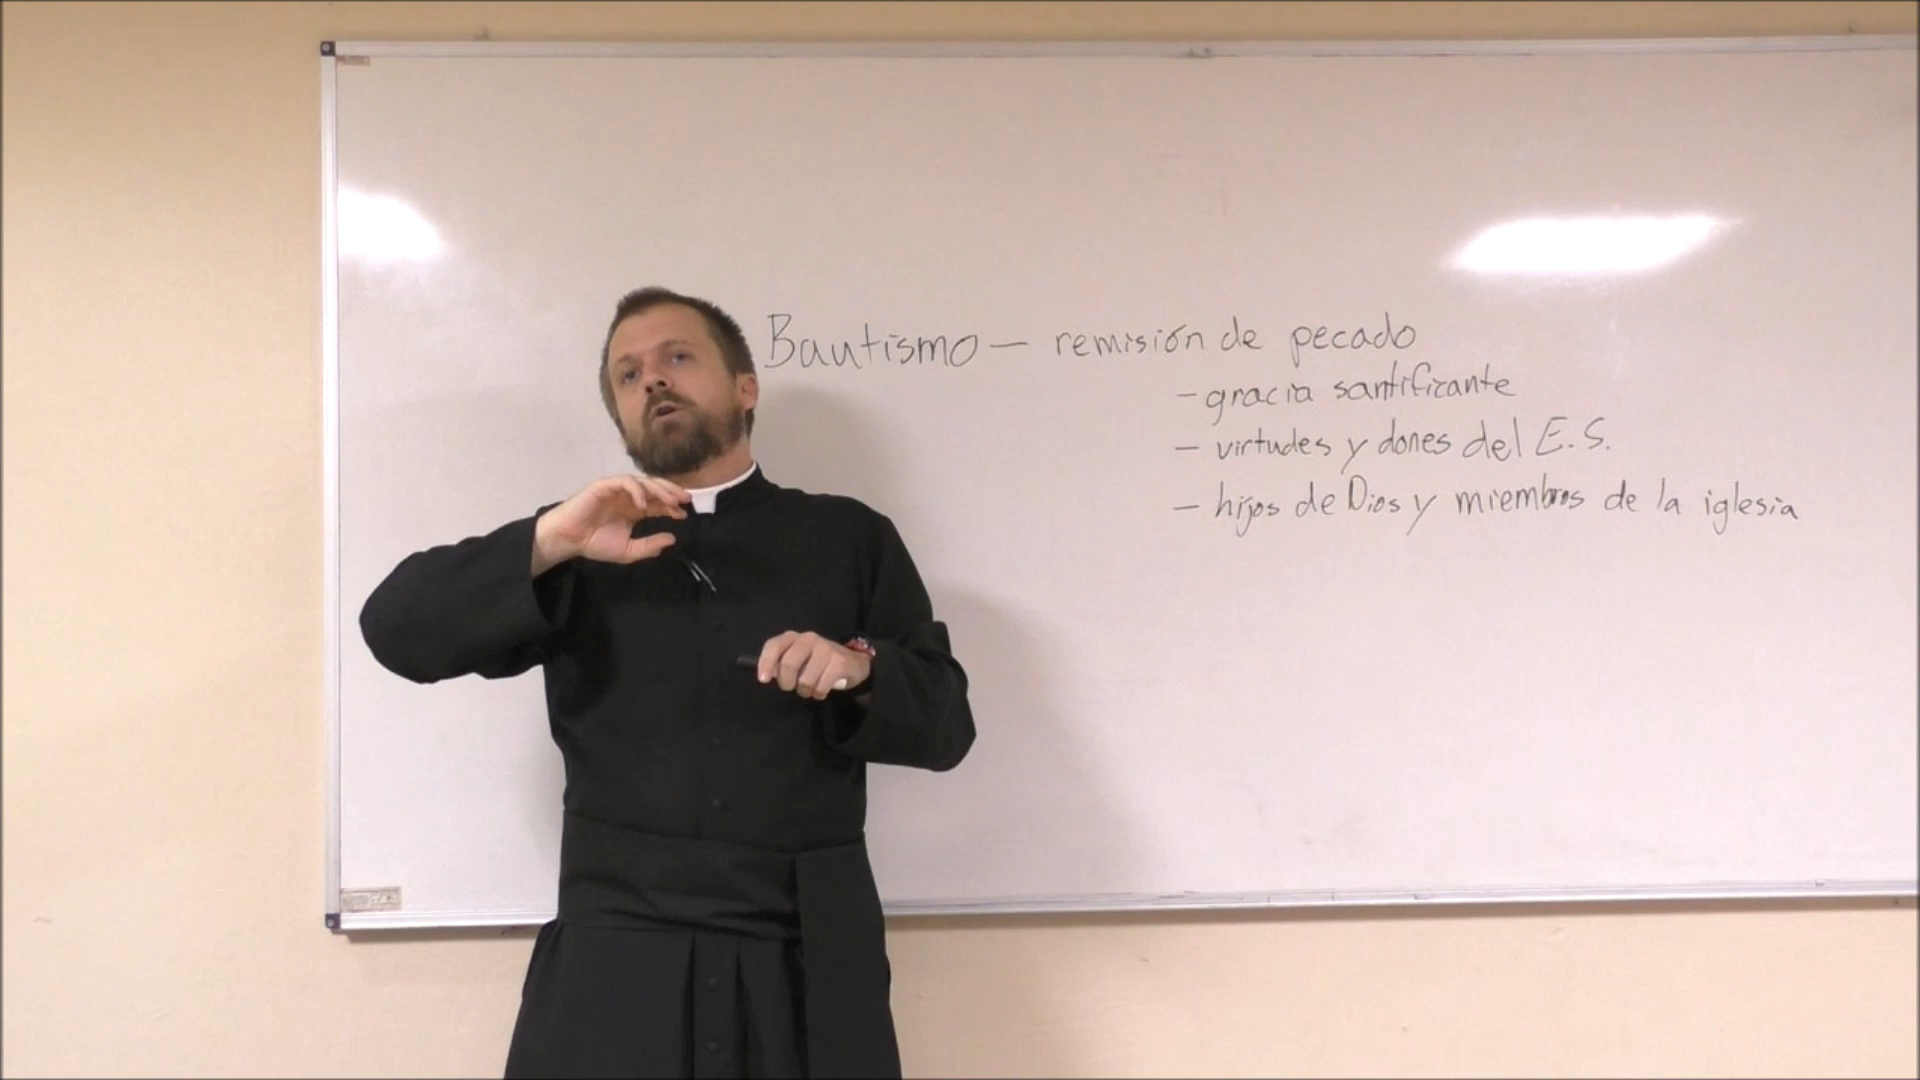 Bautismo — remisión de pecado
- gracia santificante
- virtudes y dones del E.S.
- hijos de Dios y miembros de la iglesia